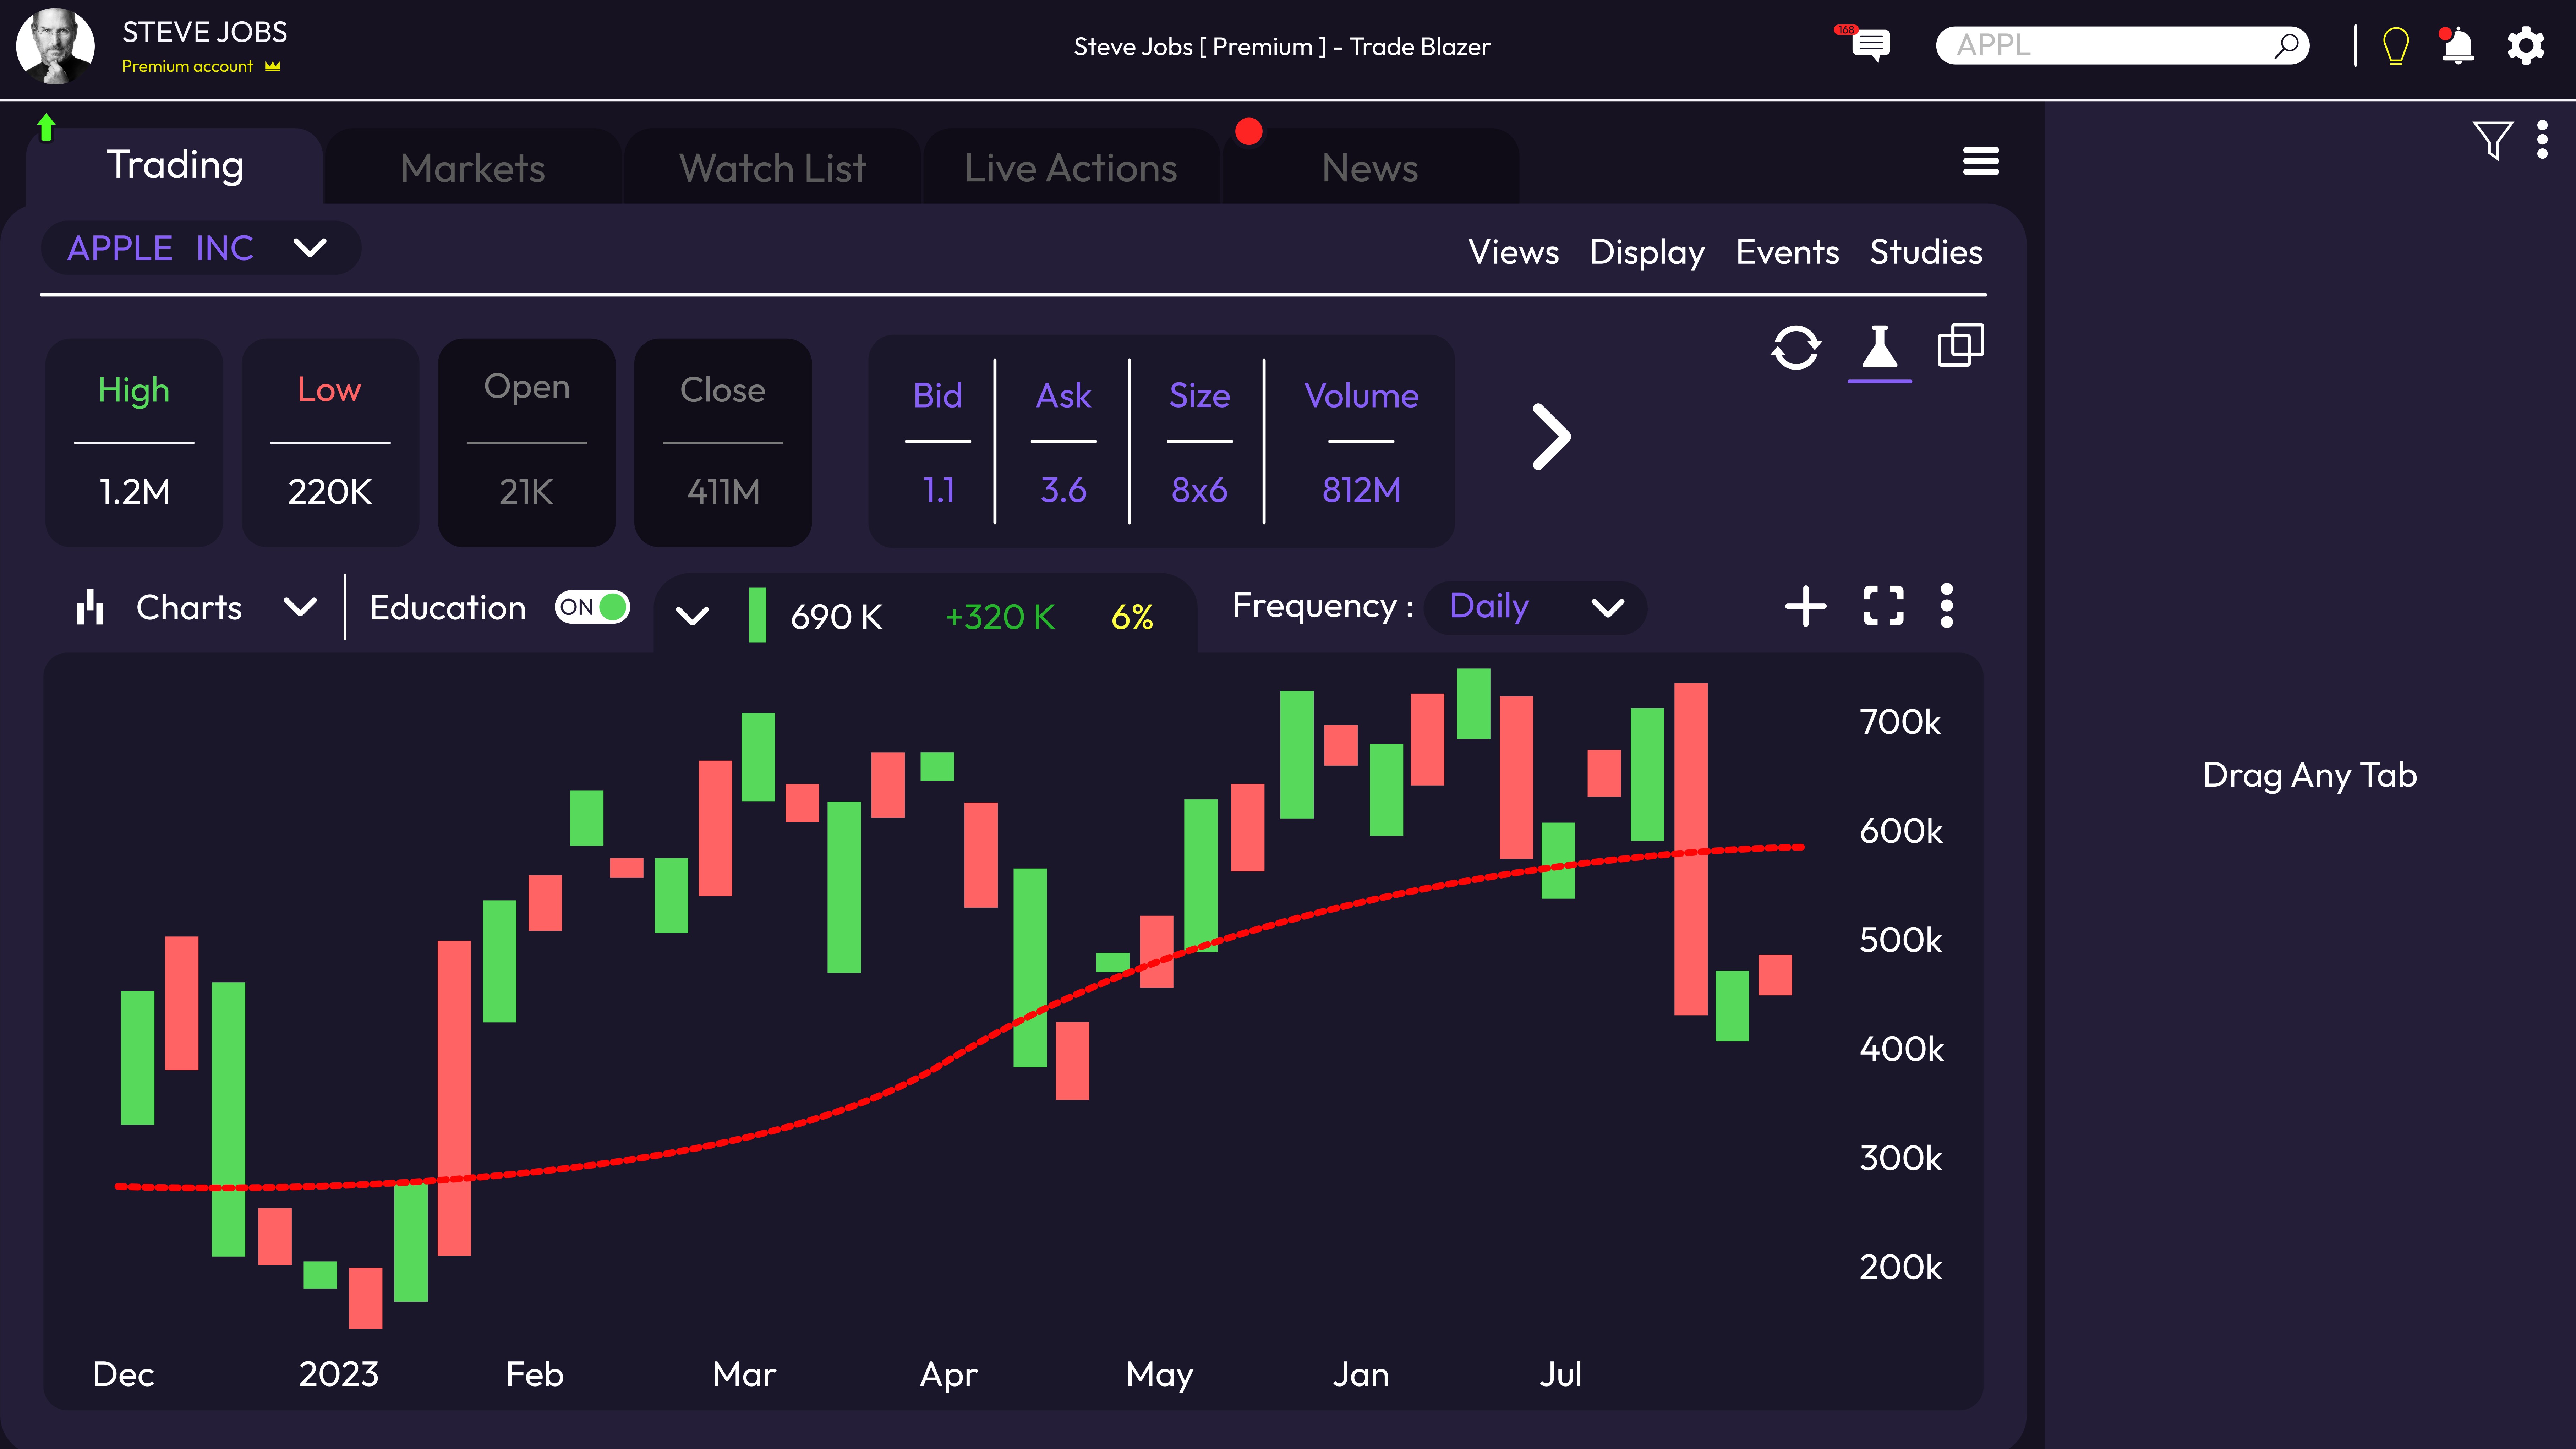 STEVE JOBS
Premium account
Steve Jobs [ Premium ] - Trade Blazer
168
APPL
Trading
Markets
Watch List
Live Actions
News
APPLE INC
Views Display Events Studies
High
1.2M
Low
220K
Open
21K
Close
411M
Bid
1.1
Ask
3.6
Size
8x6
Volume
812M
Charts
Education
ON
690 K +320 K 6%
Frequency : Daily
700k
600k
500k
400k
300k
200k
Dec 2023 Feb Mar Apr May Jan Jul
Drag Any Tab